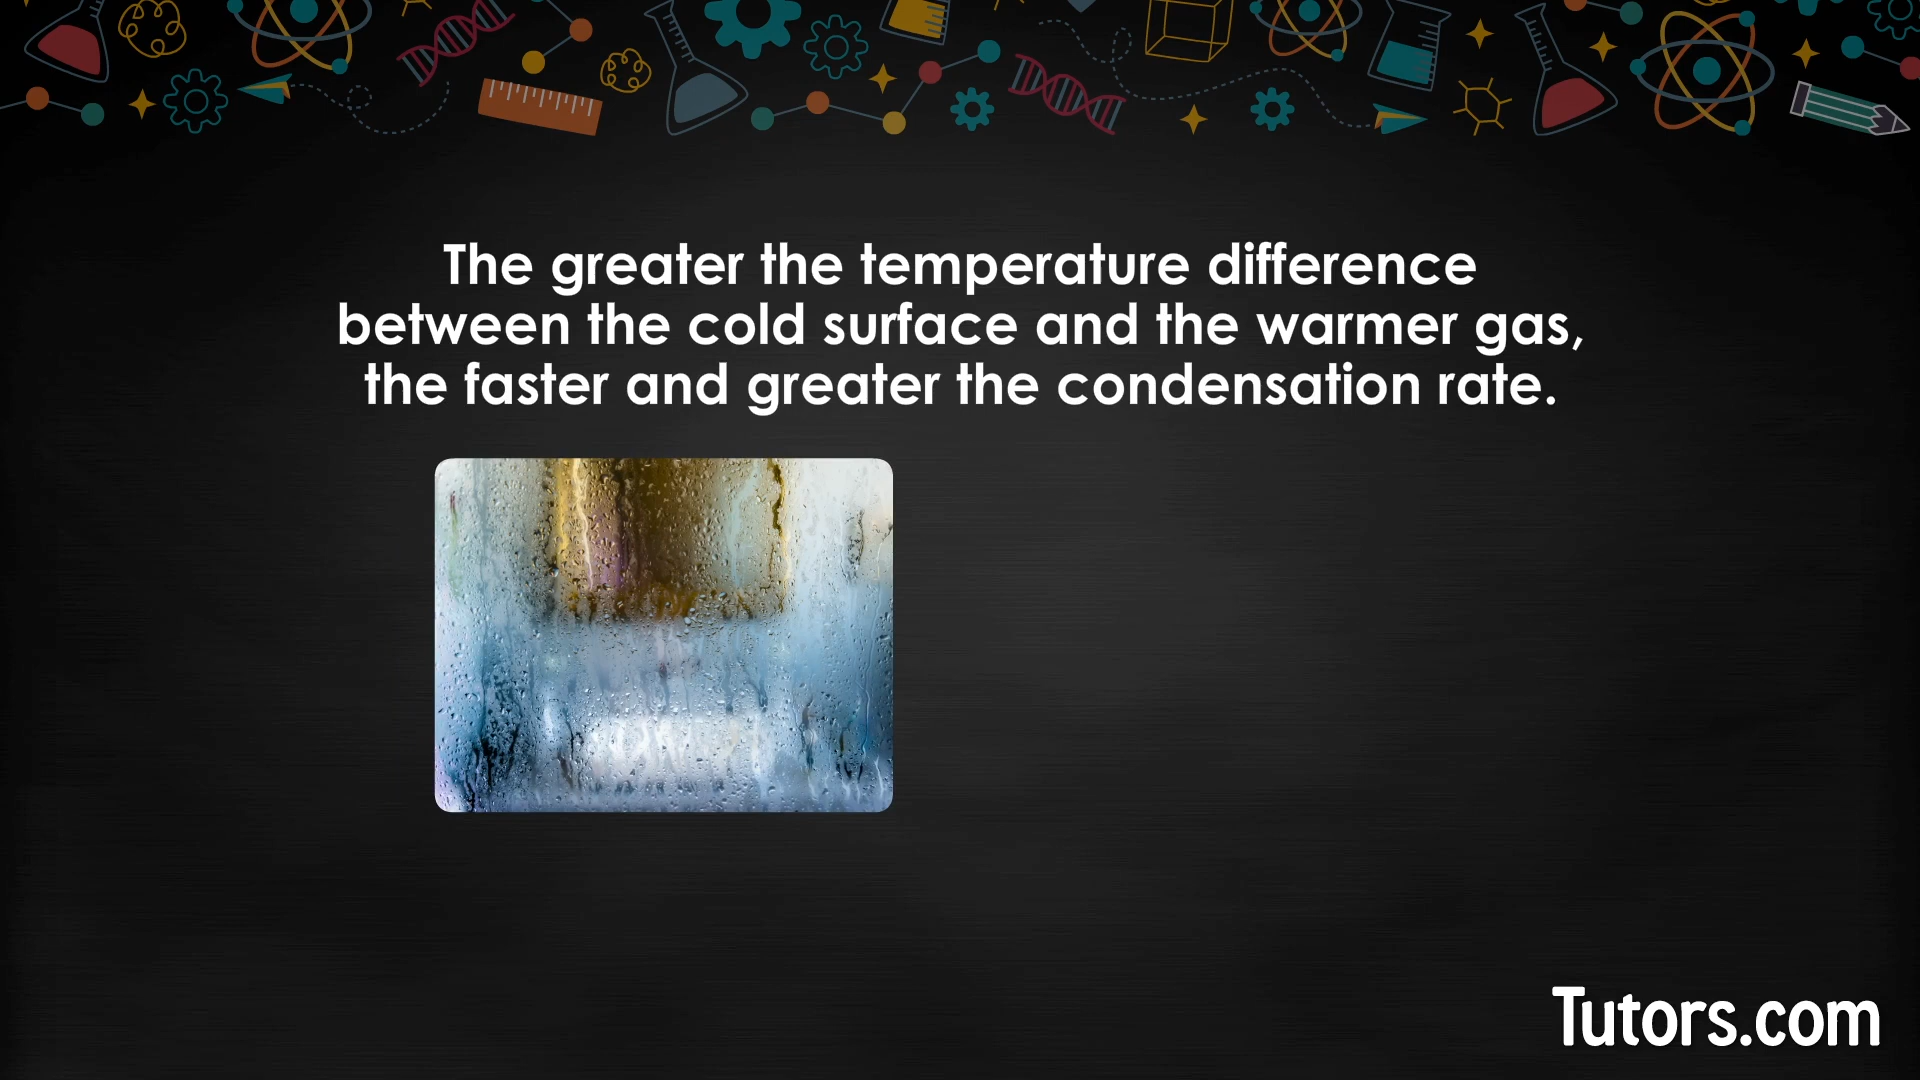 The greater the temperature difference
between the cold surface and the warmer gas,
the faster and greater the condensation rate.
Tutors.com